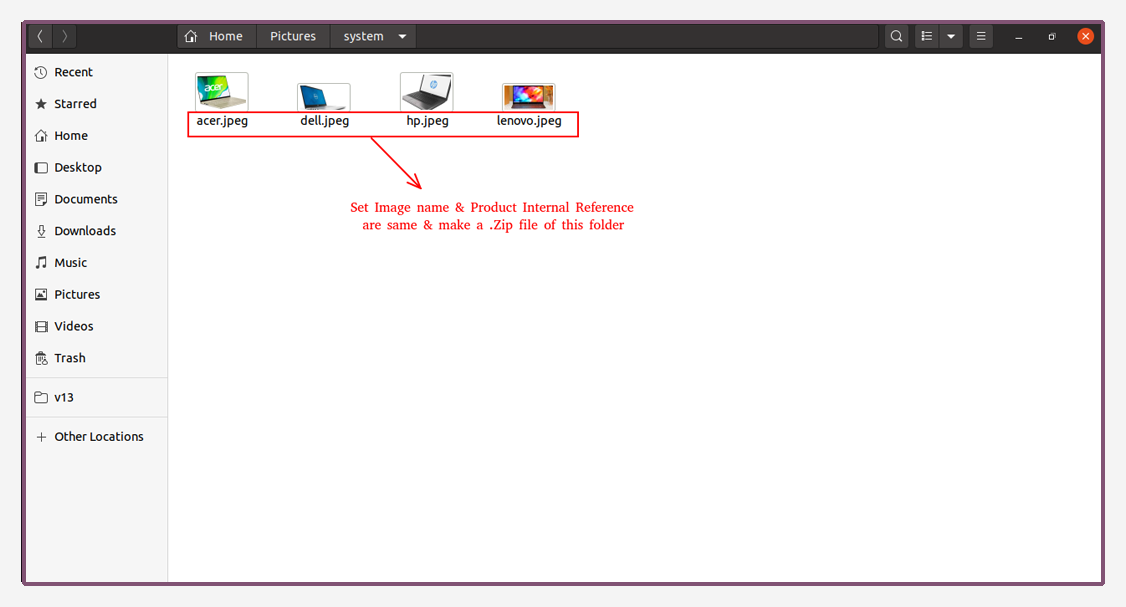 Home Pictures system
Recent
Starred
Home
Desktop
Documents
Downloads
Music
Pictures
Videos
Trash
v13
Other Locations
acer
acer.jpeg dell.jpeg hp.jpeg lenovo.jpeg
Set Image name & Product Internal Reference
are same & make a .Zip file of this folder